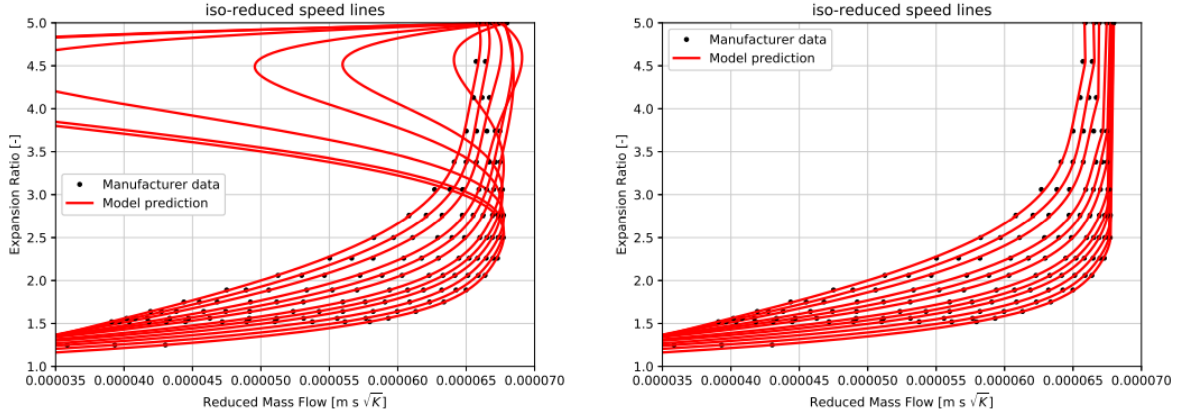 iso-reduced speed lines
5.0
4.5
4.0
3.5
3.0
2.5
2.0
1.5
1.0
Expansion Ratio [-]
Manufacturer data
Model prediction
0.000035 0.000040 0.000045 0.000050 0.000055 0.000060 0.000065 0.000070
Reduced Mass Flow [m s √K]
iso-reduced speed lines
5.0
4.5
4.0
3.5
3.0
2.5
2.0
1.5
1.0
Expansion Ratio [-]
Manufacturer data
Model prediction
0.000035 0.000040 0.000045 0.000050 0.000055 0.000060 0.000065 0.000070
Reduced Mass Flow [m s √K]